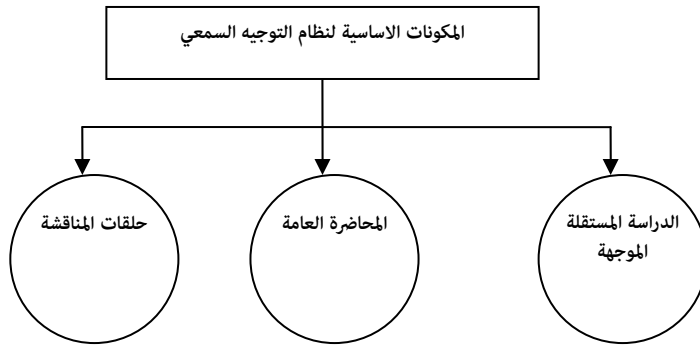 المكونات الاساسية لنظام التوجيه السمعي
الدراسة المستقلة
الموجهة
المحاضرة العامة
حلقات المناقشة